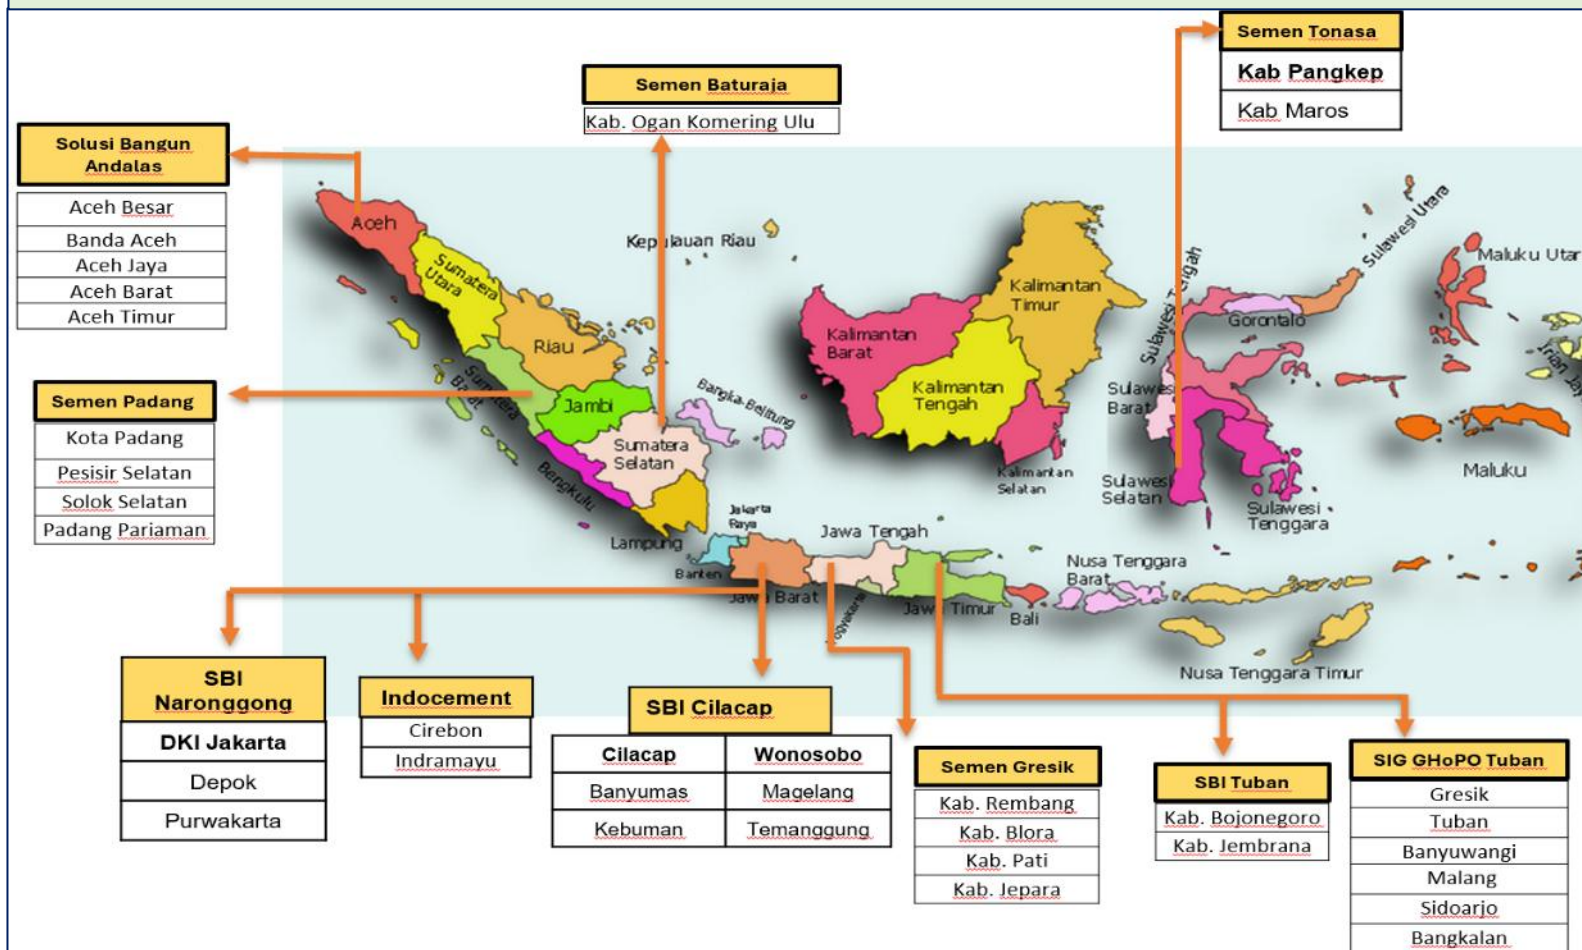 Semen Tonasa
Kab Pangkep
Kab Maros
Semen Baturaja
Kab. Ogan Komering Ulu
Solusi Bangun
Andalas
Aceh Besar
Banda Aceh
Aceh Jaya
Aceh Barat
Aceh Timur
Semen Padang
Kota Padang
Pesisir Selatan
Solok Selatan
Padang Pariaman
Aceh
Sumatera
Utara
Riau
Kepulauan Riau
Sumatera
Barat
Jambi
Bangka-Belitung
Sumatera
Selatan
Bengkulu
Lampung
Kalimantan
Barat
Kalimantan
Timur
Kalimantan
Tengah
Kalimantan
Selatan
Sulawesi Tengah
Sulawesi Utara
Gorontalo
Sulawesi
Barat
Sulawesi
Selatan
Sulawesi
Tenggara
Maluku Utar
Irian Jay
Maluku
Jakarta
Raya
Banten
Jawa Barat
Jawa Tengah
Yogyakarta
Jawa Timur
Bali
Nusa Tenggara
Barat
Nusa Tenggara Timur
SBI
Naronggong
DKI Jakarta
Depok
Purwakarta
Indocement
Cirebon
Indramayu
SBI Cilacap
Cilacap Wonosobo
Banyumas Magelang
Kebuman Temanggung
Semen Gresik
Kab. Rembang
Kab. Blora
Kab. Pati
Kab. Jepara
SBI Tuban
Kab. Bojonegoro
Kab. Jembrana
SIG GHoPO Tuban
Gresik
Tuban
Banyuwangi
Malang
Sidoarjo
Bangkalan